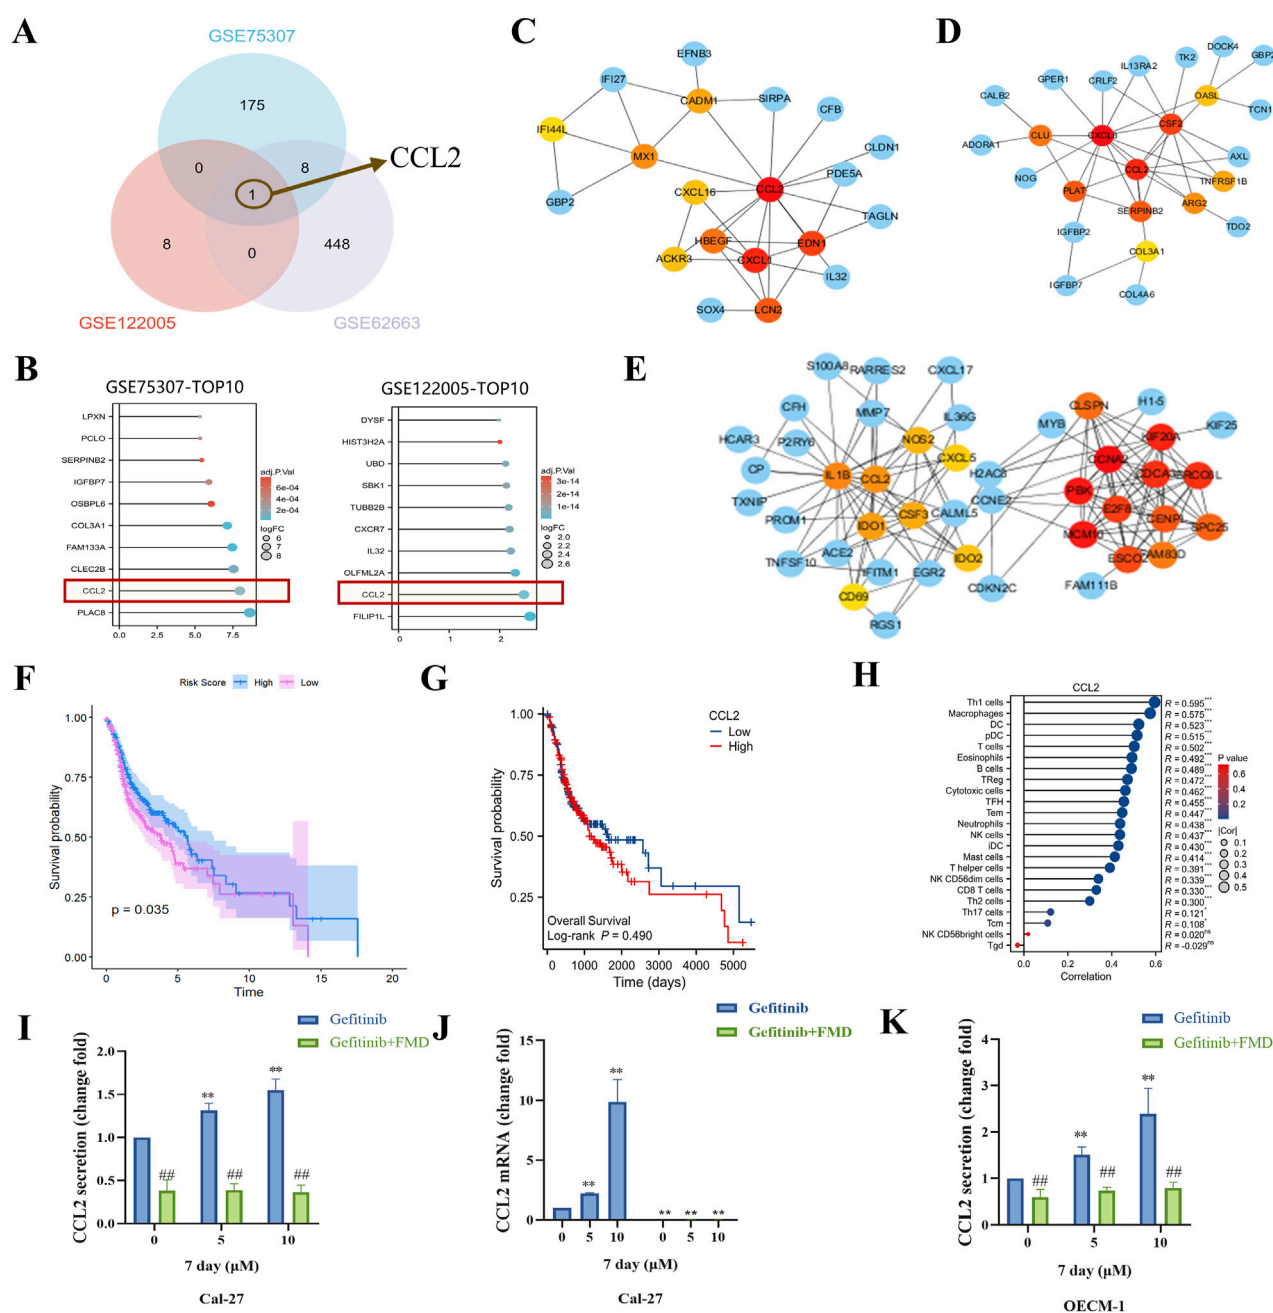 A
GSE75307
175
0
8
1
CCL2
8
0
448
GSE122005
GSE62663
B
GSE75307-TOP10
LPXN
PCLO
SERPINB2
IGFBP7
OSBPL6
COL3A1
FAM133A
CLEC2B
CCL2
PLAC8
0.0 2.5 5.0 7.5
adj.P.Val
6e-04
4e-04
2e-04
logFC
6
7
8
GSE122005-TOP10
DYSF
HIST3H2A
UBD
SBK1
TUBB2B
CXCR7
IL32
OLFML2A
CCL2
FILIP1L
0 1 2
adj.P.Val
3e-14
2e-14
1e-14
logFC
2.0
2.2
2.4
2.6
C
EFNB3
IFI27
CADM1
SIRPA
CFB
IFI44L
MX1
CLDN1
PDE5A
CXCL16
CCL2
GBP2
TAGLN
HBEGF
EDN1
ACKR3
CXCL1
IL32
SOX4
LCN2
D
DOCK4
TK2
GBP2
IL13RA2
GPER1
CRLF2
CALB2
OASL
TCN1
CSF2
CLU
ADORA1
AXL
CCL2
NOG
TNFRSF1B
PLAT
ARG2
SERPINB2
TDO2
IGFBP2
COL3A1
IGFBP7
COL4A6
E
S100A8
RARRES2
CXCL17
CFH
MMP7
IL36G
HCAR3
P2RY6
NOS2
CP
CXCL5
IL1B
CCL2
TXNIP
CSF3
CALML5
PROM1
IDO1
ACE2
IDO2
TNFSF10
IFITM1
EGR2
CD69
RGS1
CLSPN
H1-5
MYB
KIF20A
KIF25
CCNA2
H2AC8
CCNE2
PBK
E2F8
CENPL
MCM10
SPC25
ESCO2
FAM83D
CDKN2C
FAM111B
F
Risk Score High Low
Survival probability
1.00
0.75
0.50
0.25
0.00
p = 0.035
0 5 10 15 20
Time
G
CCL2
Low
High
Survival probability
1.00
0.75
0.50
0.25
Overall Survival
Log-rank P = 0.490
0 1000 2000 3000 4000 5000
Time (days)
H
CCL2
Th1 cells R = 0.595***
Macrophages R = 0.575***
DC R = 0.523***
pDC R = 0.515***
T cells R = 0.502***
Eosinophils R = 0.492***
B cells R = 0.489***
TReg R = 0.472***
Cytotoxic cells R = 0.462***
TFH R = 0.455***
Tem R = 0.447***
Neutrophils R = 0.438***
NK cells R = 0.437***
iDC R = 0.430***
Mast cells R = 0.414***
T helper cells R = 0.391***
NK CD56dim cells R = 0.339***
CD8 T cells R = 0.330***
Th2 cells R = 0.300***
Th17 cells R = 0.121*
Tcm R = 0.108*
NK CD56bright cells R = 0.020ns
Tgd R = -0.029ns
0.0 0.2 0.4 0.6
Correlation
P value
0.6
0.4
0.2
|Cor|
0.1
0.2
0.3
0.4
0.5
I
Gefitinib
Gefitinib+FMD
CCL2 secretion (change fold)
2.0
1.5
1.0
0.5
0.0
## ** ## ** ##
0 5 10
7 day (μM)
Cal-27
J
Gefitinib
Gefitinib+FMD
CCL2 mRNA (change fold)
15
10
5
0
** ** ** ** **
0 5 10 0 5 10
7 day (μM)
Cal-27
K
Gefitinib
Gefitinib+FMD
CCL2 secretion (change fold)
4
3
2
1
0
## ** ## ** ##
0 5 10
7 day (μM)
OECM-1